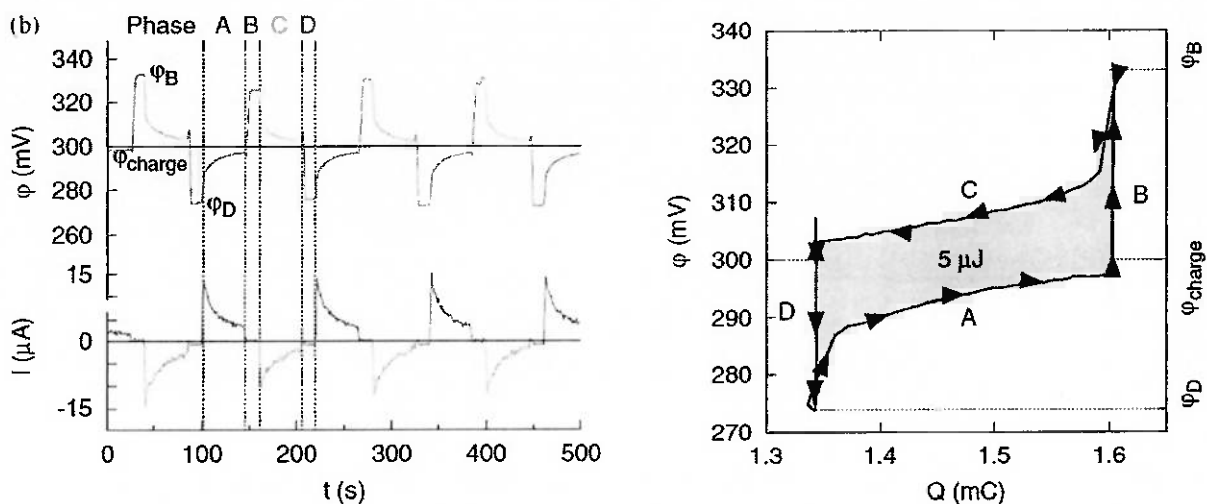 (b)
Phase A B C D
340
320
300
280
260
15
0
-15
φ (mV)
I (μA)
φB
φcharge
φD
0 100 200 300 400 500
t (s)
340
330
320
310
300
290
280
270
φ (mV)
C
B
5 μJ
D
A
φB
φcharge
φD
1.3 1.4 1.5 1.6
Q (mC)